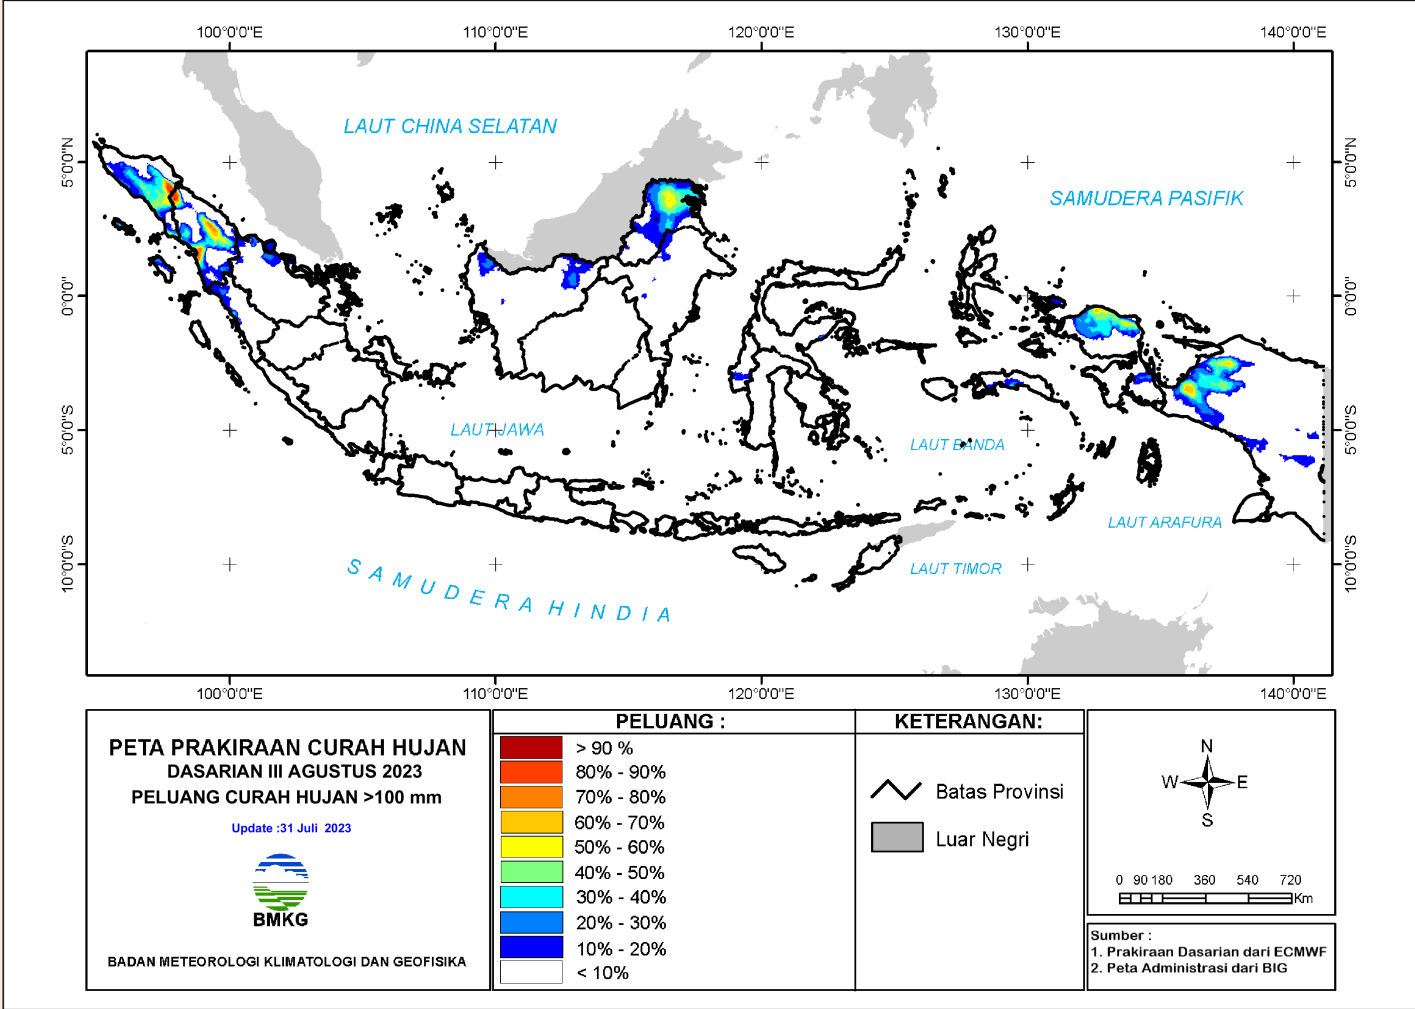 100°0'0"E 110°0'0"E 120°0'0"E 130°0'0"E 140°0'0"E
5°0'0"N
0°0'0"
5°0'0"S
10°0'0"S
LAUT CHINA SELATAN
SAMUDERA PASIFIK
LAUT JAWA
LAUT BANDA
LAUT ARAFURA
LAUT TIMOR
SAMUDERA HINDIA
5°0'0"N
0°0'0"
5°0'0"S
10°0'0"S
100°0'0"E 110°0'0"E 120°0'0"E 130°0'0"E 140°0'0"E
PETA PRAKIRAAN CURAH HUJAN
DASARIAN III AGUSTUS 2023
PELUANG CURAH HUJAN >100 mm
Update :31 Juli 2023
BMKG
BADAN METEOROLOGI KLIMATOLOGI DAN GEOFISIKA
PELUANG :
> 90 %
80% - 90%
70% - 80%
60% - 70%
50% - 60%
40% - 50%
30% - 40%
20% - 30%
10% - 20%
< 10%
KETERANGAN:
Batas Provinsi
Luar Negri
N
W E
S
0 90 180 360 540 720
Km
Sumber :
1. Prakiraan Dasarian dari ECMWF
2. Peta Administrasi dari BIG